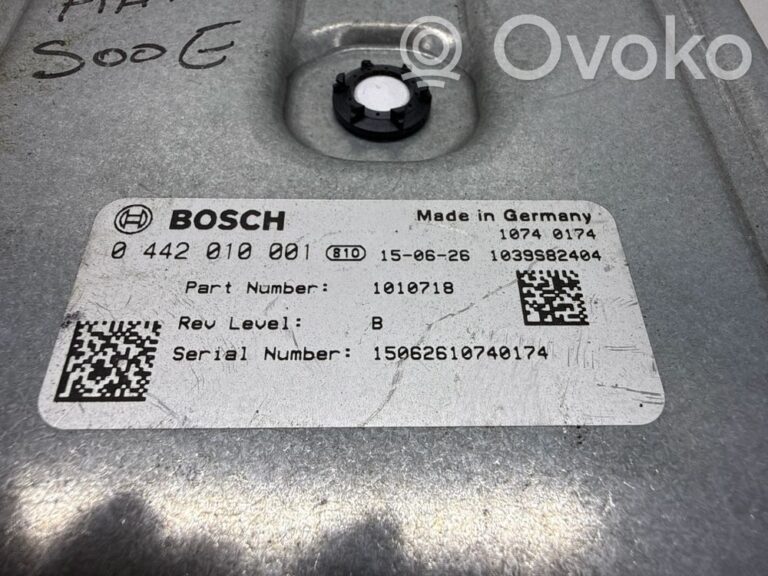 500E
Ovoko
BOSCH Made in Germany
1074 0174
0 442 010 001 810 15-06-26 1039S82404
Part Number: 1010718
Rev Level: B
Serial Number: 15062610740174